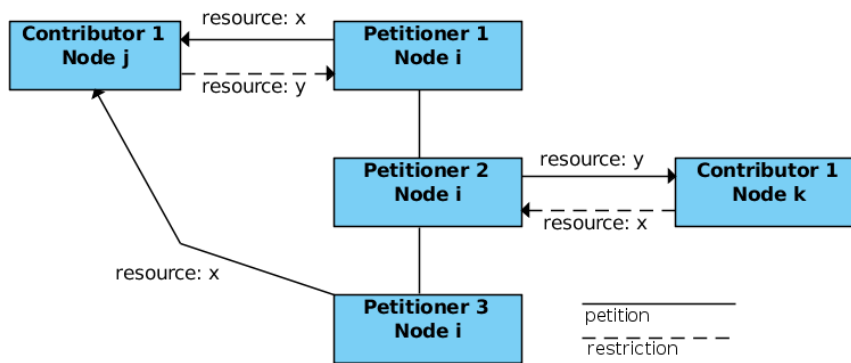 resource: x
Contributor 1
Node j
Petitioner 1
Node i
resource: y
Petitioner 2
Node i
resource: y
Contributor 1
Node k
resource: x
resource: x
Petitioner 3
Node i
petition
restriction